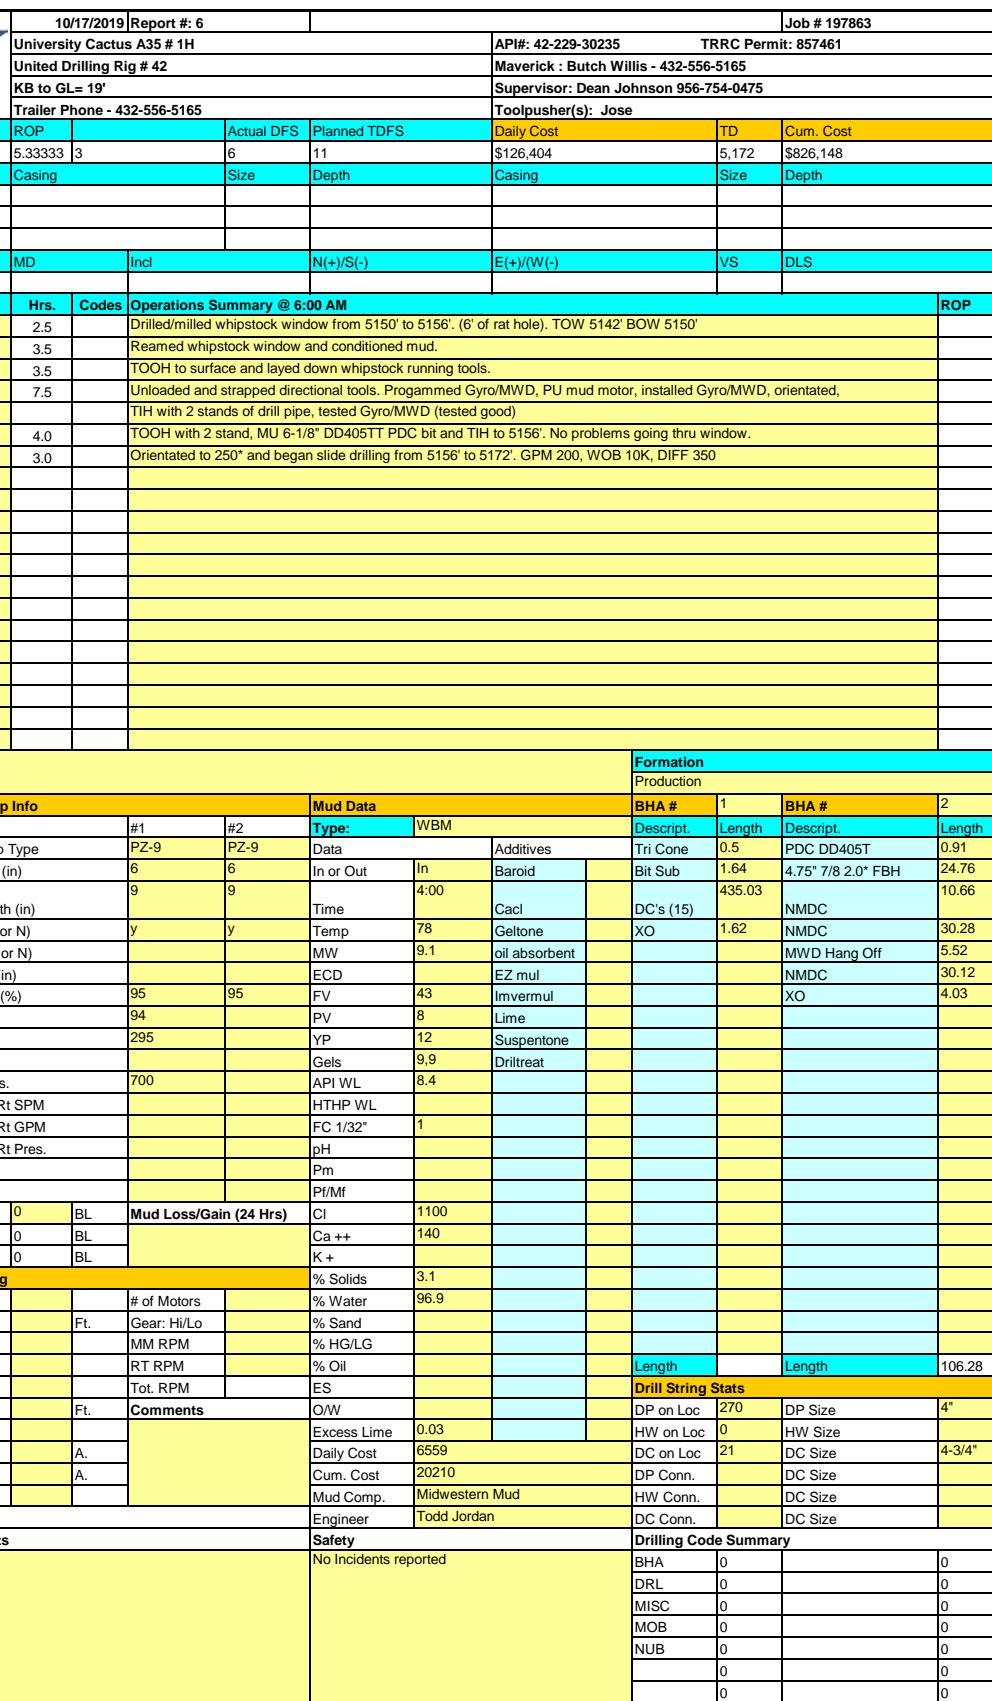 10/17/2019 Report #: 6 Job # 197863
University Cactus A35 # 1H API#: 42-229-30235 TRRC Permit: 857461
United Drilling Rig # 42 Maverick : Butch Willis - 432-556-5165
KB to GL= 19' Supervisor: Dean Johnson 956-754-0475
Trailer Phone - 432-556-5165 Toolpusher(s): Jose
ROP Actual DFS Planned TDFS Daily Cost TD Cum. Cost
5.33333 3 6 11 $126,404 5,172 $826,148
Casing Size Depth Casing Size Depth
MD Incl N(+)/S(-) E(+)/(W(-) VS DLS
Hrs. Codes Operations Summary @ 6:00 AM ROP
2.5 Drilled/milled whipstock window from 5150' to 5156'. (6' of rat hole). TOW 5142' BOW 5150'
3.5 Reamed whipstock window and conditioned mud.
3.5 TOOH to surface and layed down whipstock running tools.
7.5 Unloaded and strapped directional tools. Progammed Gyro/MWD, PU mud motor, installed Gyro/MWD, orientated,
TIH with 2 stands of drill pipe, tested Gyro/MWD (tested good)
4.0 TOOH with 2 stand, MU 6-1/8" DD405TT PDC bit and TIH to 5156'. No problems going thru window.
3.0 Orientated to 250* and began slide drilling from 5156' to 5172'. GPM 200, WOB 10K, DIFF 350
Formation
Production
p Info Mud Data BHA # 1 BHA # 2
#1 #2 Type: WBM Descript. Length Descript. Length
o Type PZ-9 PZ-9 Data Additives Tri Cone 0.5 PDC DD405T 0.91
(in) 6 6 In or Out In Baroid Bit Sub 1.64 4.75" 7/8 2.0* FBH 24.76
th (in) 9 9 Time 4:00 Cacl DC's (15) 435.03 NMDC 10.66
or N) y y Temp 78 Geltone XO 1.62 NMDC 30.28
or N) MW 9.1 oil absorbent MWD Hang Off 5.52
in) ECD EZ mul NMDC 30.12
(%) 95 95 FV 43 Imvermul XO 4.03
94 PV 8 Lime
295 YP 12 Suspentone
Gels 9,9 Driltreat
s. 700 API WL 8.4
Rt SPM HTHP WL
Rt GPM FC 1/32" 1
Rt Pres. pH
Pm
Pf/Mf
0 BL Mud Loss/Gain (24 Hrs) Cl 1100
0 BL Ca ++ 140
0 BL K +
g % Solids 3.1
# of Motors % Water 96.9
Ft. Gear: Hi/Lo % Sand
MM RPM % HG/LG
RT RPM % Oil Length Length 106.28
Tot. RPM ES Drill String Stats
Ft. Comments O/W DP on Loc 270 DP Size 4"
Excess Lime 0.03 HW on Loc 0 HW Size
A. Daily Cost 6559 DC on Loc 21 DC Size 4-3/4"
A. Cum. Cost 20210 DP Conn. DC Size
Mud Comp. Midwestern Mud HW Conn. DC Size
Engineer Todd Jordan DC Conn. DC Size
ts Safety Drilling Code Summary
No Incidents reported BHA 0 0
DRL 0 0
MISC 0 0
MOB 0 0
NUB 0 0
0 0
0 0